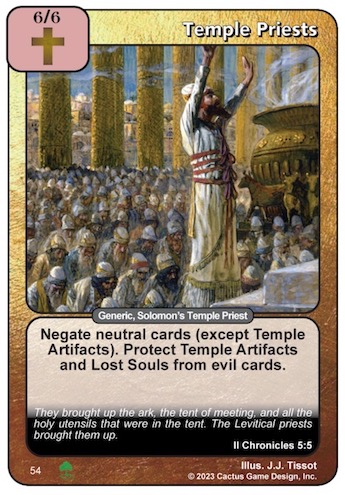 6/6
Temple Priests
Generic, Solomon's Temple Priest
Negate neutral cards (except Temple
Artifacts). Protect Temple Artifacts
and Lost Souls from evil cards.
They brought up the ark, the tent of meeting, and all the
holy utensils that were in the tent. The Levitical priests
brought them up.
II Chronicles 5:5
Illus. J.J. Tissot
54
© 2023 Cactus Game Design, Inc.